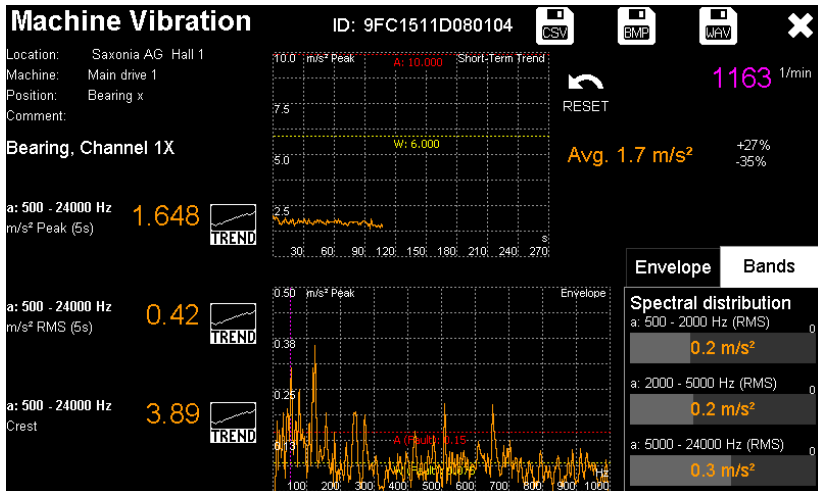 Machine Vibration
ID: 9FC1511D080104
CSV
BMP
WAV
Location: Saxonia AG Hall 1
Machine: Main drive 1
Position: Bearing x
Comment:
Bearing, Channel 1X
10.0 m/s² Peak A: 10.000 Short-Term Trend
7.5
W: 6.000
5.0
2.5
s
30 60 90 120 150 180 210 240 270
RESET
1163 1/min
Avg. 1.7 m/s²
+27%
-35%
a: 500 - 24000 Hz
m/s² Peak (5s)
1.648
TREND
a: 500 - 24000 Hz
m/s² RMS (5s)
0.42
TREND
a: 500 - 24000 Hz
Crest
3.89
TREND
0.50 m/s² Peak Envelope
0.38
0.25
A (Fault): 0.15
0.13
Hz
100 200 300 400 500 600 700 800 900 1000
Envelope
Bands
Spectral distribution
a: 500 - 2000 Hz (RMS) 0
0.2 m/s²
a: 2000 - 5000 Hz (RMS) 0
0.2 m/s²
a: 5000 - 24000 Hz (RMS) 0
0.3 m/s²